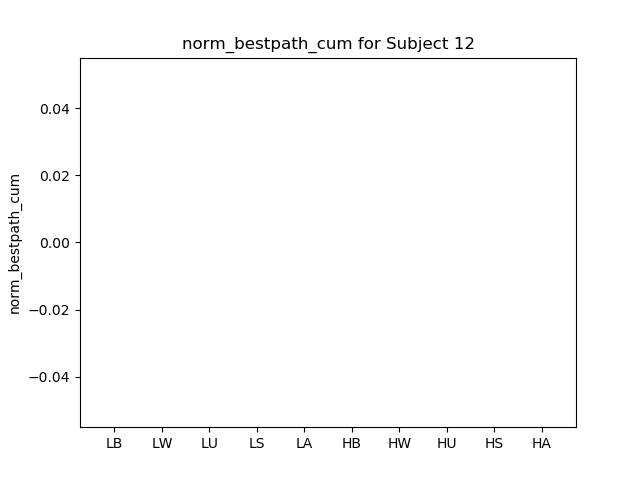 norm_bestpath_cum for Subject 12
norm_bestpath_cum
0.04
0.02
0.00
−0.02
−0.04
LB LW LU LS LA HB HW HU HS HA